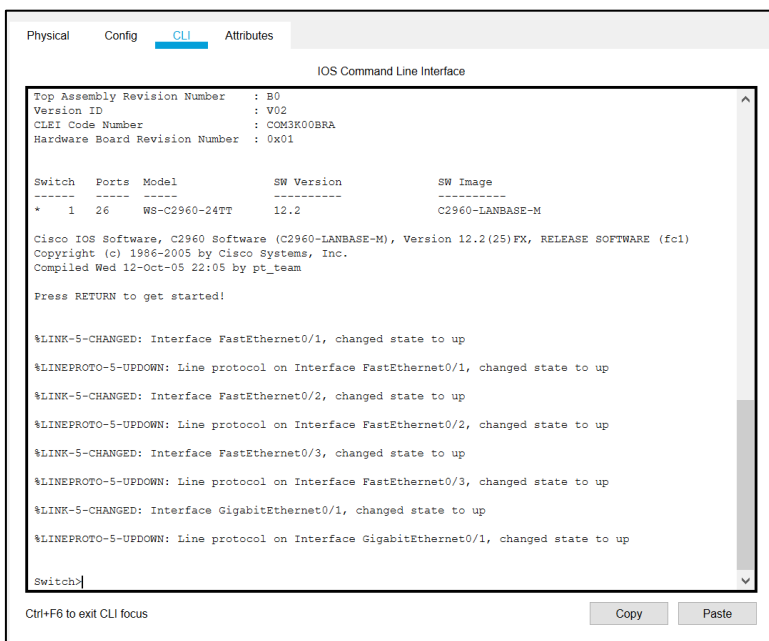 Physical Config CLI Attributes
IOS Command Line Interface
Top Assembly Revision Number : B0
Version ID : V02
CLEI Code Number : COM3K00BRA
Hardware Board Revision Number : 0x01
Switch Ports Model SW Version SW Image
------ ----- ----- ---------- ----------
* 1 26 WS-C2960-24TT 12.2 C2960-LANBASE-M
Cisco IOS Software, C2960 Software (C2960-LANBASE-M), Version 12.2(25)FX, RELEASE SOFTWARE (fc1)
Copyright (c) 1986-2005 by Cisco Systems, Inc.
Compiled Wed 12-Oct-05 22:05 by pt_team
Press RETURN to get started!
%LINK-5-CHANGED: Interface FastEthernet0/1, changed state to up
%LINEPROTO-5-UPDOWN: Line protocol on Interface FastEthernet0/1, changed state to up
%LINK-5-CHANGED: Interface FastEthernet0/2, changed state to up
%LINEPROTO-5-UPDOWN: Line protocol on Interface FastEthernet0/2, changed state to up
%LINK-5-CHANGED: Interface FastEthernet0/3, changed state to up
%LINEPROTO-5-UPDOWN: Line protocol on Interface FastEthernet0/3, changed state to up
%LINK-5-CHANGED: Interface GigabitEthernet0/1, changed state to up
%LINEPROTO-5-UPDOWN: Line protocol on Interface GigabitEthernet0/1, changed state to up
Switch>
Ctrl+F6 to exit CLI focus Copy Paste